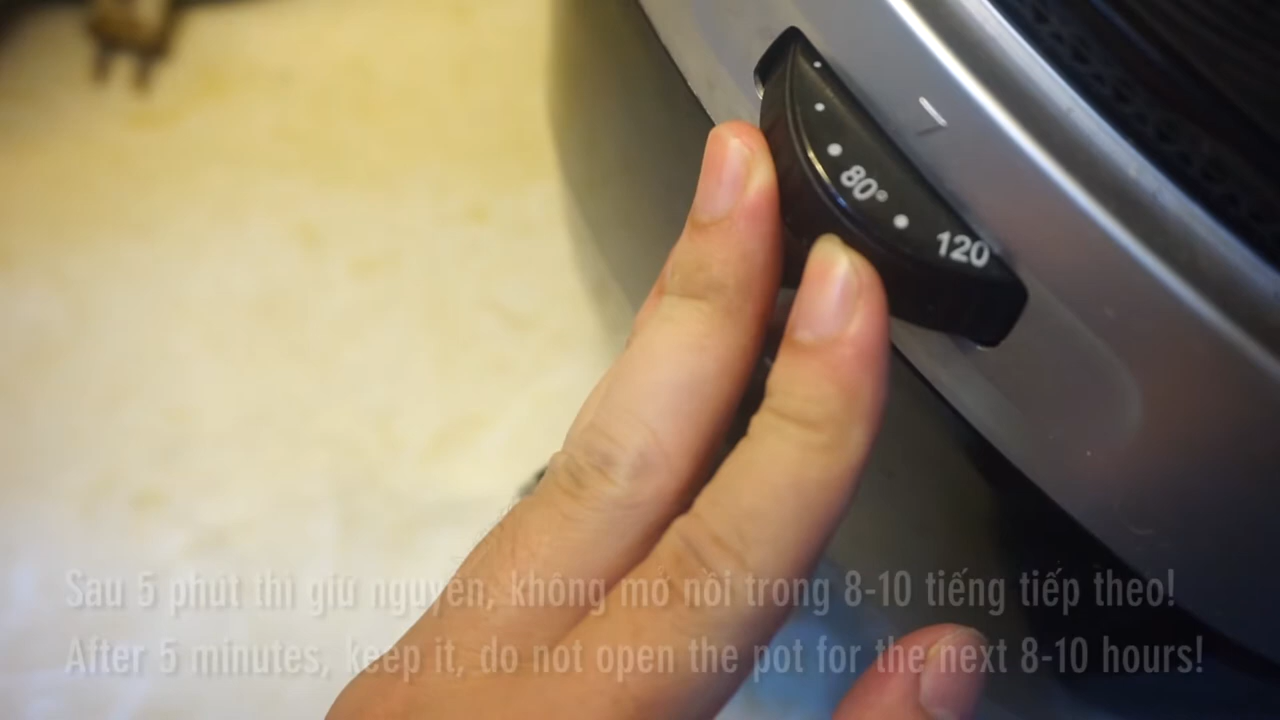 80°
120
Sau 5 phút thì giữ nguyên, không mở nồi trong 8-10 tiếng tiếp theo!
After 5 minutes, keep it, do not open the pot for the next 8-10 hours!